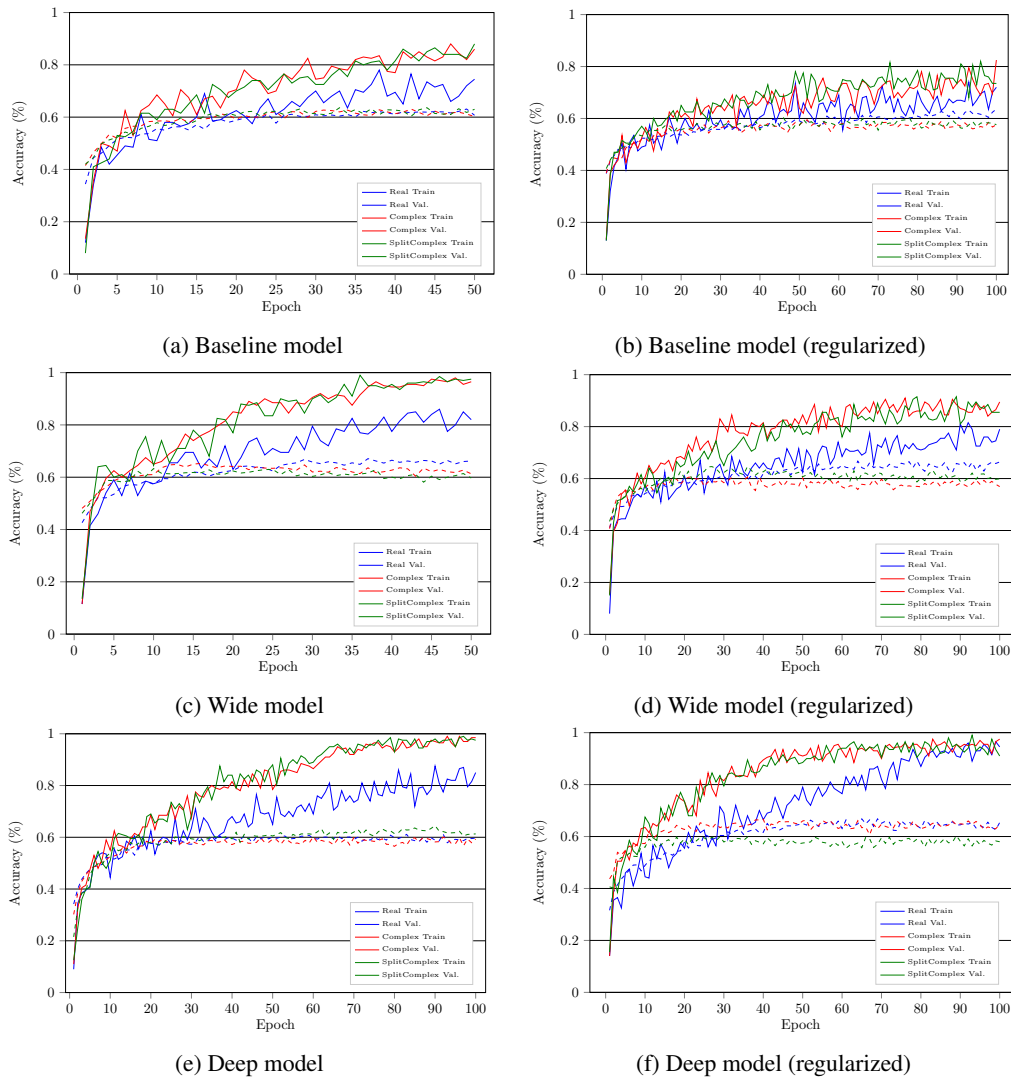 1
0.8
0.6
0.4
0.2
0
Accuracy (%)
0 5 10 15 20 25 30 35 40 45 50
Epoch
Real Train
Real Val.
Complex Train
Complex Val.
SplitComplex Train
SplitComplex Val.
(a) Baseline model
1
0.8
0.6
0.4
0.2
0
Accuracy (%)
0 10 20 30 40 50 60 70 80 90 100
Epoch
Real Train
Real Val.
Complex Train
Complex Val.
SplitComplex Train
SplitComplex Val.
(b) Baseline model (regularized)
1
0.8
0.6
0.4
0.2
0
Accuracy (%)
0 5 10 15 20 25 30 35 40 45 50
Epoch
Real Train
Real Val.
Complex Train
Complex Val.
SplitComplex Train
SplitComplex Val.
(c) Wide model
1
0.8
0.6
0.4
0.2
0
Accuracy (%)
0 10 20 30 40 50 60 70 80 90 100
Epoch
Real Train
Real Val.
Complex Train
Complex Val.
SplitComplex Train
SplitComplex Val.
(d) Wide model (regularized)
1
0.8
0.6
0.4
0.2
0
Accuracy (%)
0 10 20 30 40 50 60 70 80 90 100
Epoch
Real Train
Real Val.
Complex Train
Complex Val.
SplitComplex Train
SplitComplex Val.
(e) Deep model
1
0.8
0.6
0.4
0.2
0
Accuracy (%)
0 10 20 30 40 50 60 70 80 90 100
Epoch
Real Train
Real Val.
Complex Train
Complex Val.
SplitComplex Train
SplitComplex Val.
(f) Deep model (regularized)